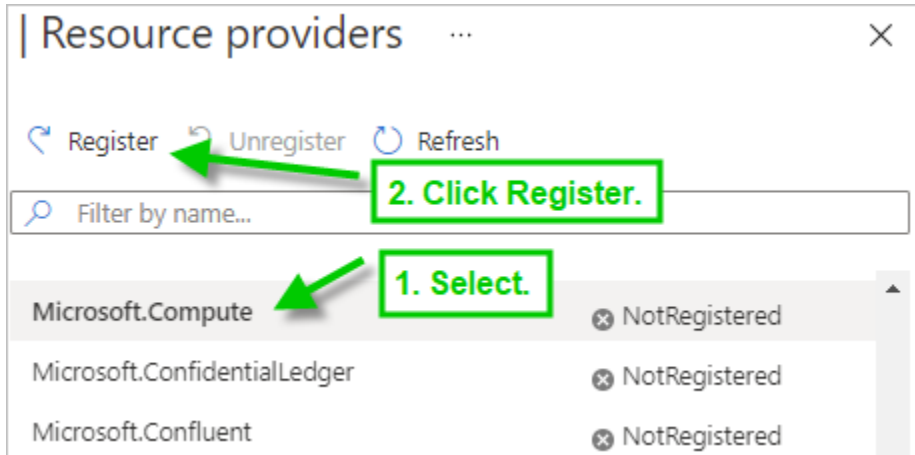 | Resource providers ...
Register Unregister Refresh
2. Click Register.
Filter by name...
1. Select.
Microsoft.Compute NotRegistered
Microsoft.ConfidentialLedger NotRegistered
Microsoft.Confluent NotRegistered